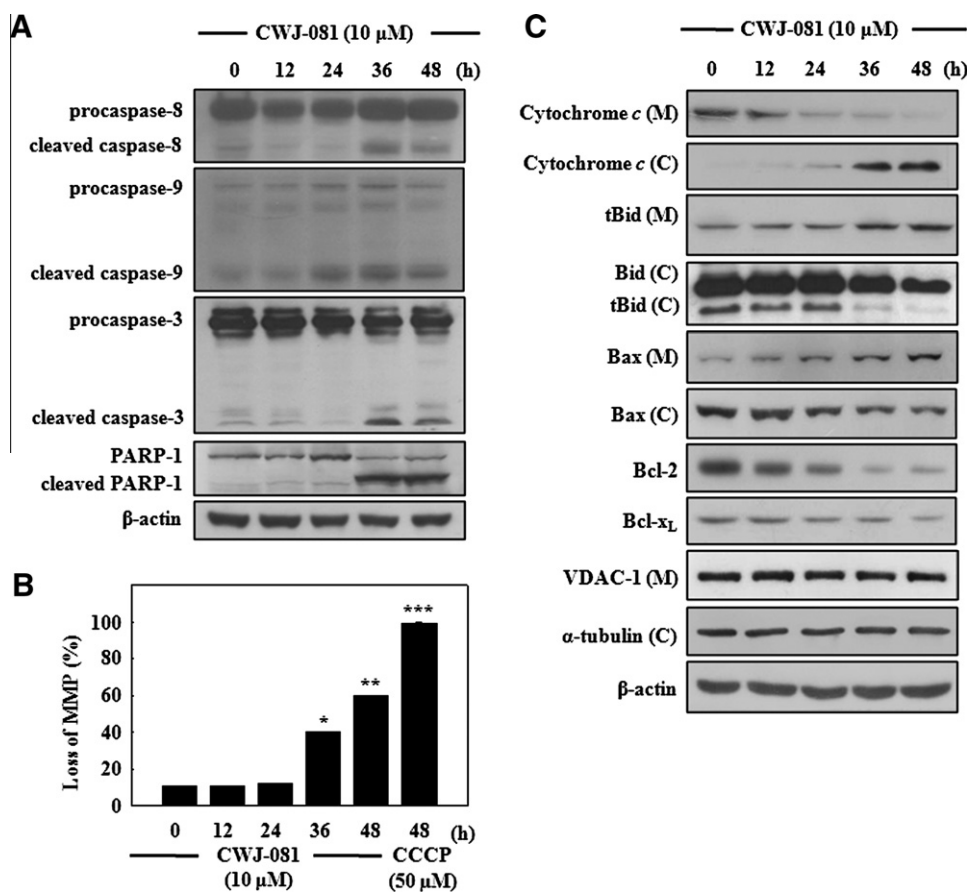 A
CWJ-081 (10 μM)
0 12 24 36 48 (h)
procaspase-8
cleaved caspase-8
procaspase-9
cleaved caspase-9
procaspase-3
cleaved caspase-3
PARP-1
cleaved PARP-1
β-actin
B
Loss of MMP (%)
100
80
60
40
20
0
*
**
***
0 12 24 36 48 48 (h)
CWJ-081 (10 μM)
CCCP (50 μM)
C
CWJ-081 (10 μM)
0 12 24 36 48 (h)
Cytochrome c (M)
Cytochrome c (C)
tBid (M)
Bid (C)
tBid (C)
Bax (M)
Bax (C)
Bcl-2
Bcl-xL
VDAC-1 (M)
α-tubulin (C)
β-actin